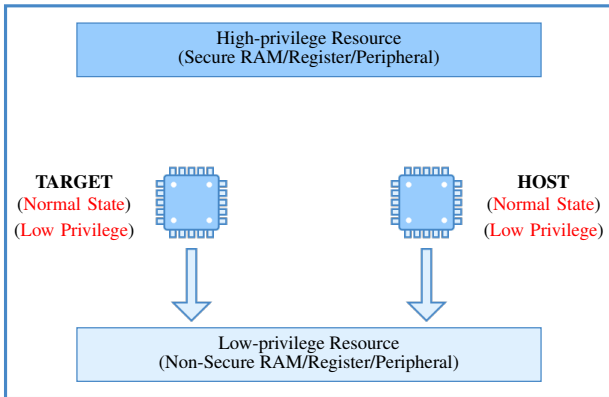 High-privilege Resource
(Secure RAM/Register/Peripheral)
TARGET
(Normal State)
(Low Privilege)
HOST
(Normal State)
(Low Privilege)
Low-privilege Resource
(Non-Secure RAM/Register/Peripheral)